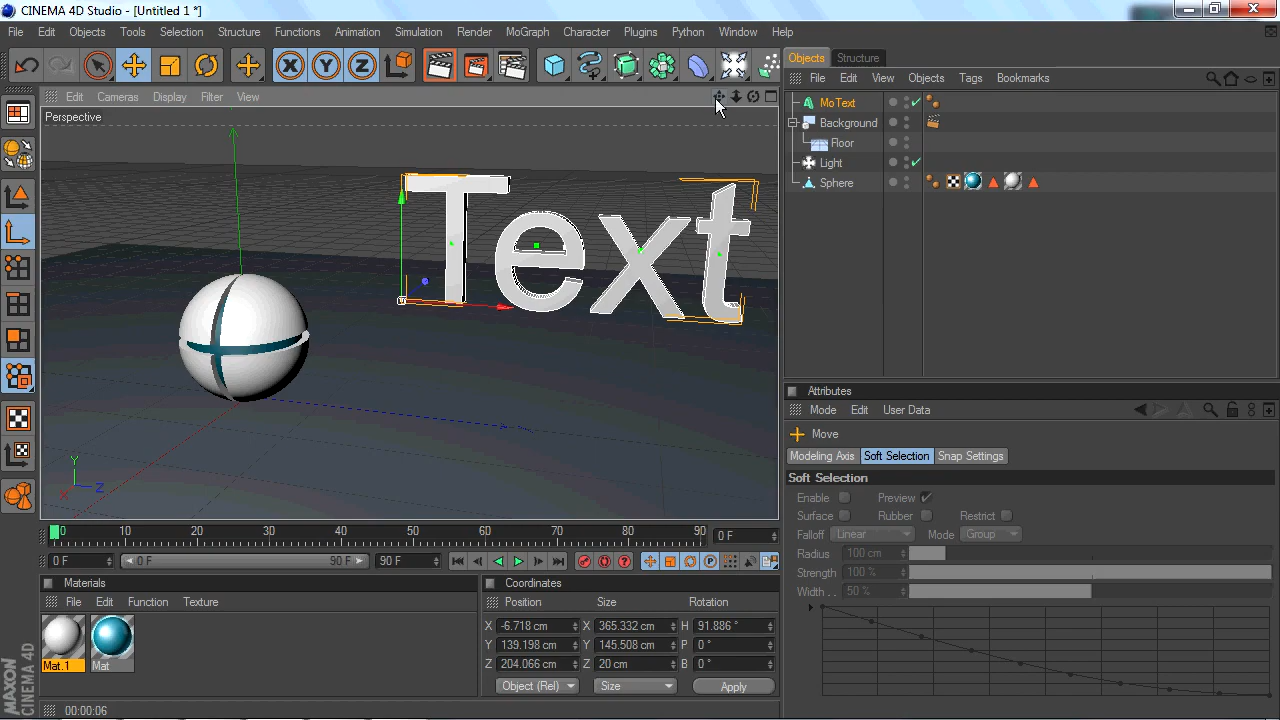 CINEMA 4D Studio - [Untitled 1 *]
File Edit Objects Tools Selection Structure Functions Animation Simulation Render MoGraph Character Plugins Python Window Help
X Y Z
Objects Structure
File Edit View Objects Tags Bookmarks
Edit Cameras Display Filter View
Perspective
MoText
Background
Floor
Light
Sphere
Text
Y
X Z
Z
Attributes
Mode Edit User Data
Move
Modeling Axis Soft Selection Snap Settings
Soft Selection
Enable Preview
Surface Rubber Restrict
Falloff Linear Mode Group
Radius 100 cm
Strength 100 %
Width . . 50 %
0 10 20 30 40 50 60 70 80 90 0 F
0 F 0 F 90 F 90 F
Materials
File Edit Function Texture
Mat.1 Mat
Coordinates
Position Size Rotation
X -6.718 cm X 365.332 cm H 91.886 °
Y 139.198 cm Y 145.508 cm P 0 °
Z 204.066 cm Z 20 cm B 0 °
Object (Rel) Size Apply
MAXON
CINEMA 4D
00:00:06